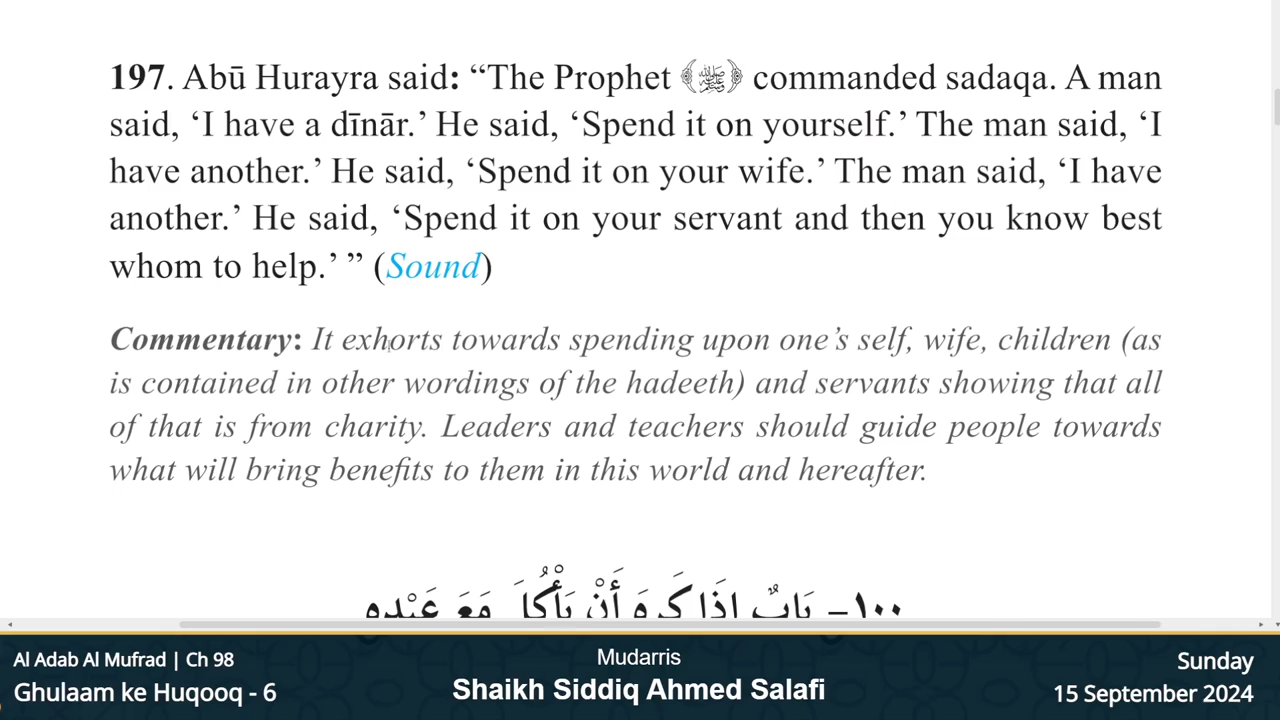 197. Abū Hurayra said: “The Prophet ﷺ commanded sadaqa. A man
said, ‘I have a dīnār.’ He said, ‘Spend it on yourself.’ The man said, ‘I
have another.’ He said, ‘Spend it on your wife.’ The man said, ‘I have
another.’ He said, ‘Spend it on your servant and then you know best
whom to help.’ ” (Sound)
Commentary: It exhorts towards spending upon one’s self, wife, children (as
is contained in other wordings of the hadeeth) and servants showing that all
of that is from charity. Leaders and teachers should guide people towards
what will bring benefits to them in this world and hereafter.
١٠٠- بَابٌ إِذَا كَرِهَ أَنْ يَأْكُلَ مَعَ عَبْدِهِ
Al Adab Al Mufrad | Ch 98
Ghulaam ke Huqooq - 6
Mudarris
Shaikh Siddiq Ahmed Salafi
Sunday
15 September 2024